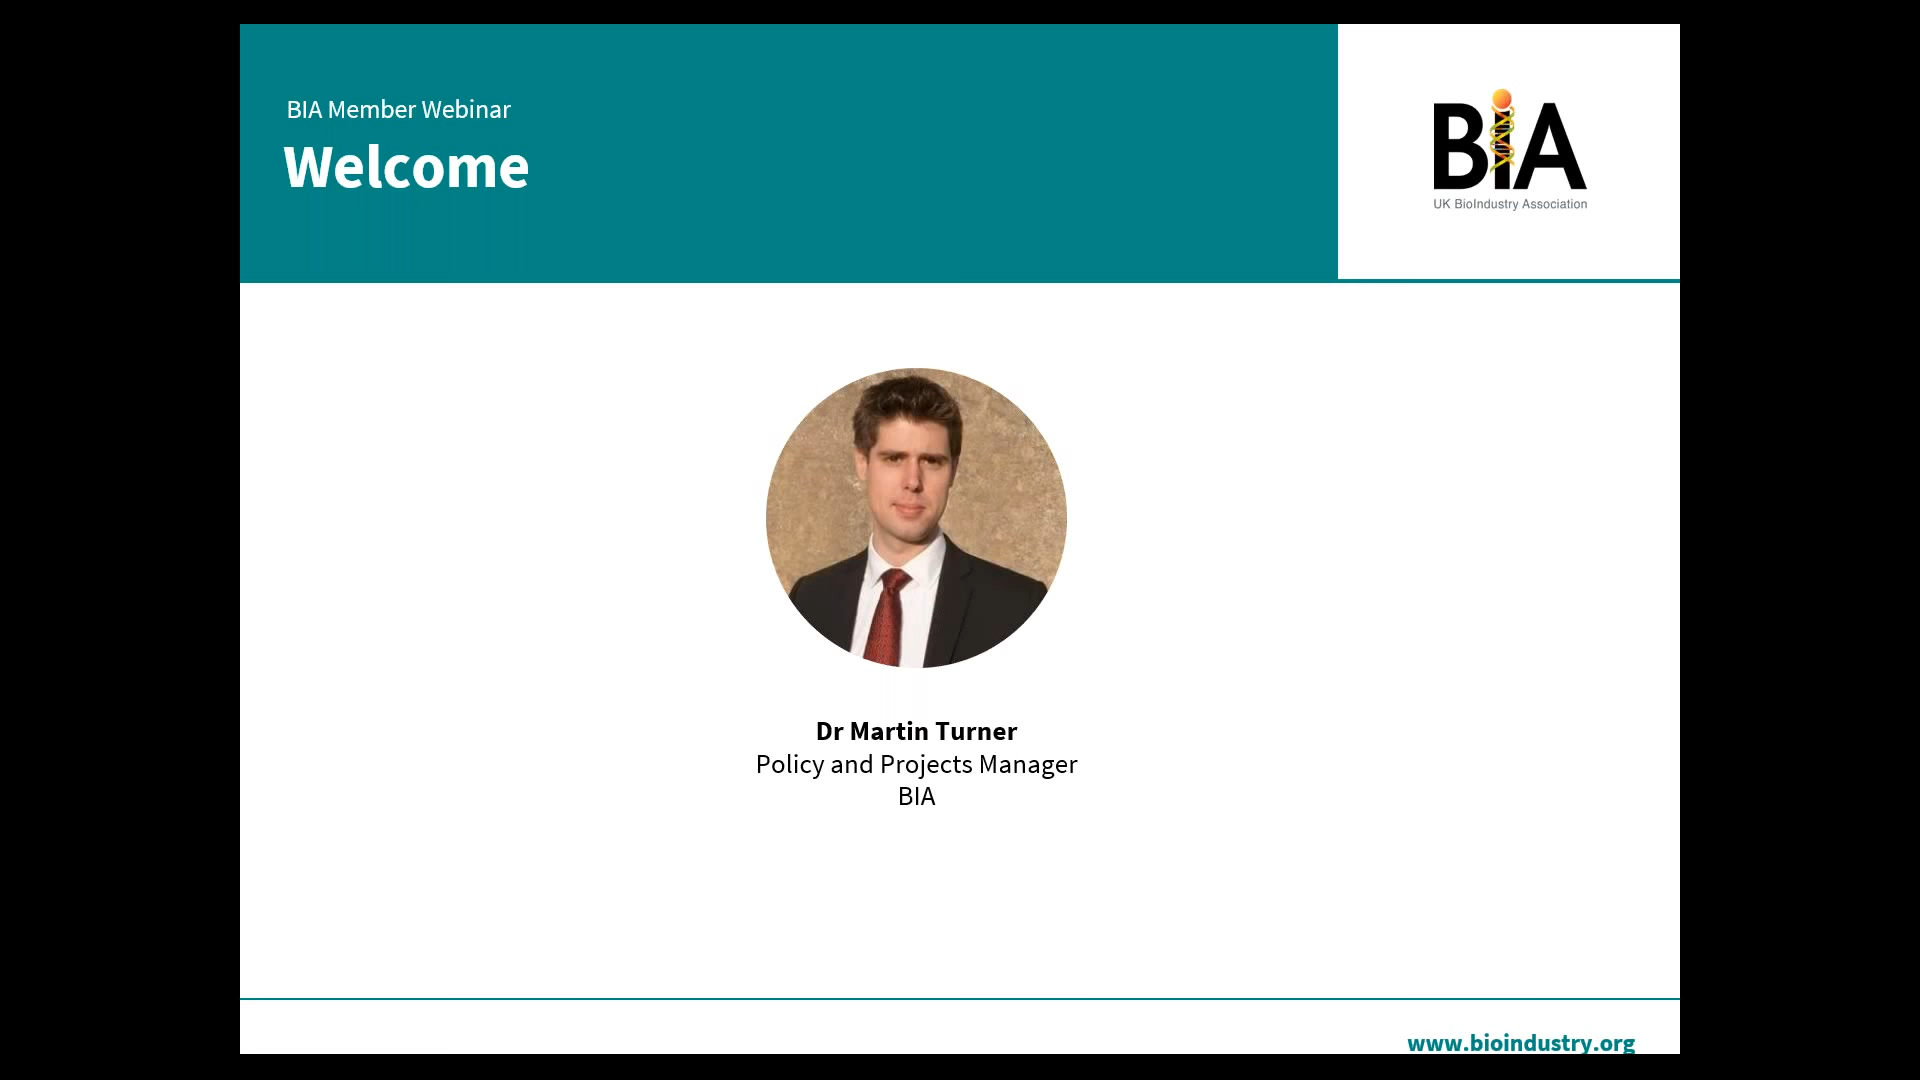 BIA Member Webinar
Welcome
BIA
UK BioIndustry Association
Dr Martin Turner
Policy and Projects Manager
BIA
www.bioindustry.org